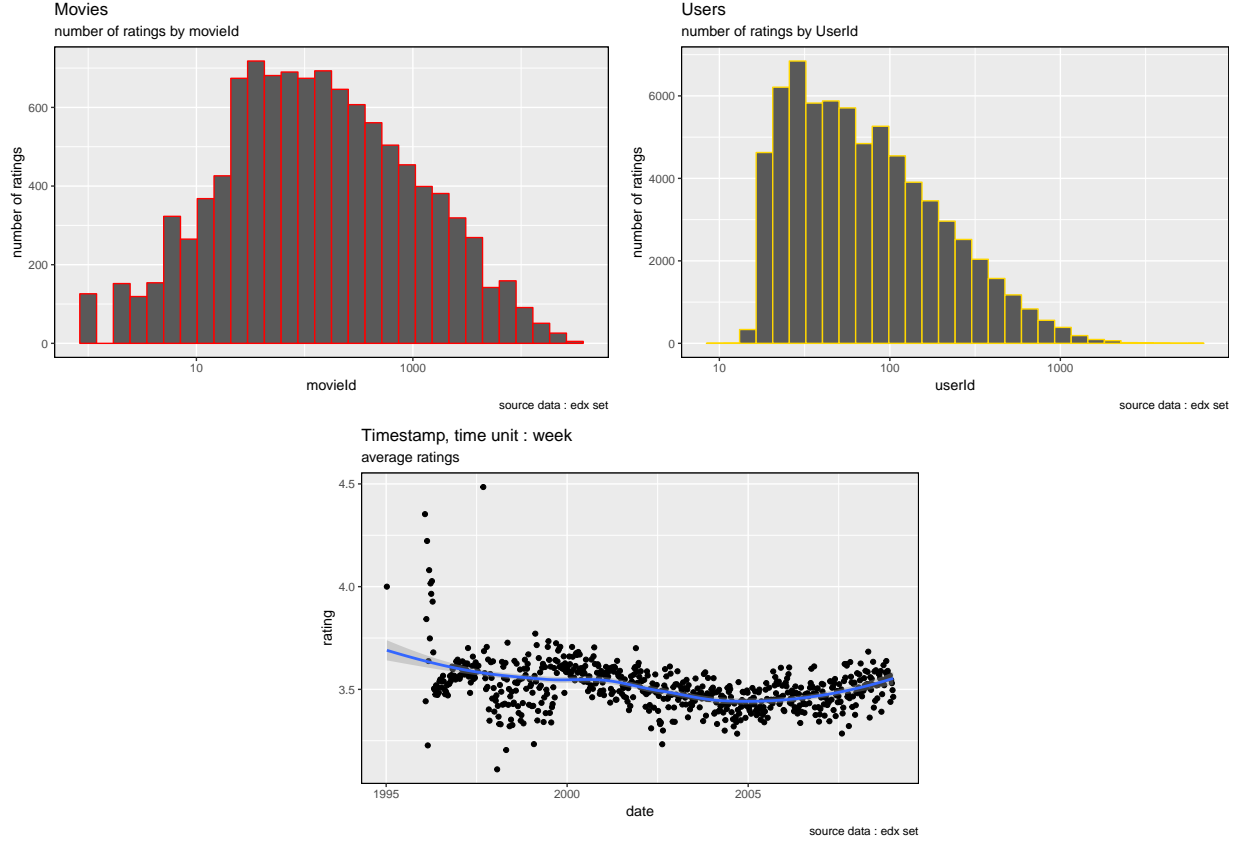 Movies
number of ratings by movieId
number of ratings
600
400
200
0
10
1000
movieId
source data : edx set
Users
number of ratings by UserId
number of ratings
6000
4000
2000
0
10
100
1000
userId
source data : edx set
Timestamp, time unit : week
average ratings
rating
4.5
4.0
3.5
1995
2000
2005
date
source data : edx set